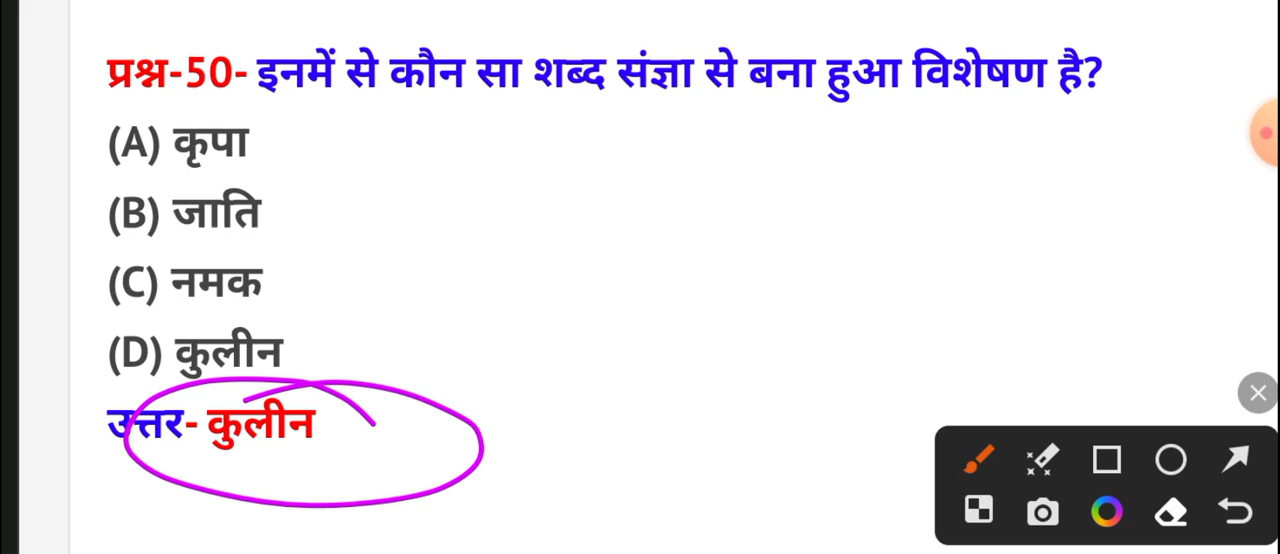 प्रश्न-50- इनमें से कौन सा शब्द संज्ञा से बना हुआ विशेषण है?
(A) कृपा
(B) जाति
(C) नमक
(D) कुलीन
उत्तर- कुलीन